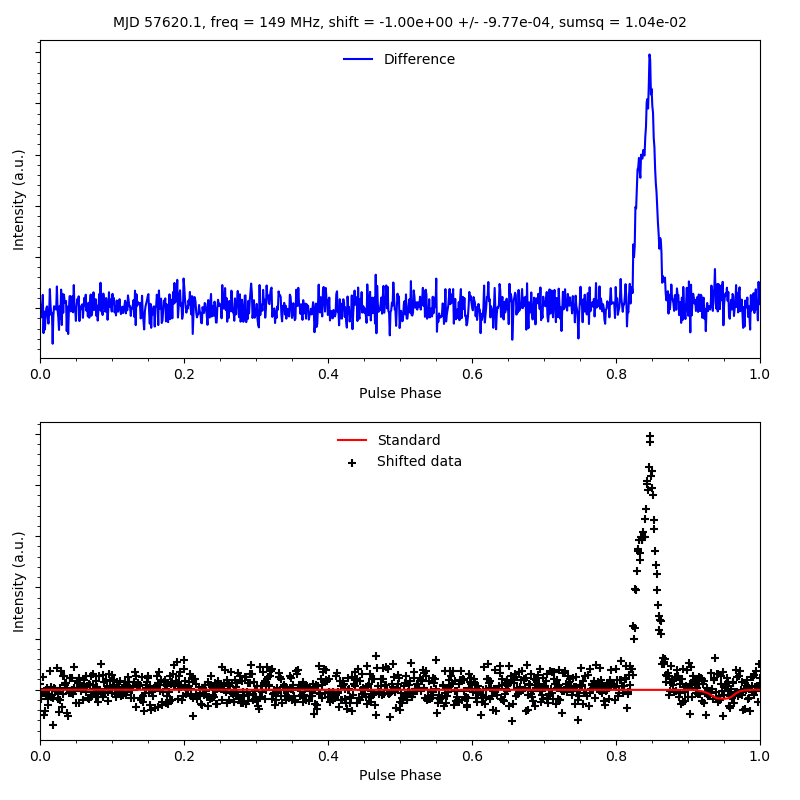 MJD 57620.1, freq = 149 MHz, shift = -1.00e+00 +/- -9.77e-04, sumsq = 1.04e-02
Difference
Intensity (a.u.)
0.0 0.2 0.4 0.6 0.8 1.0
Pulse Phase
Standard
Shifted data
Intensity (a.u.)
0.0 0.2 0.4 0.6 0.8 1.0
Pulse Phase